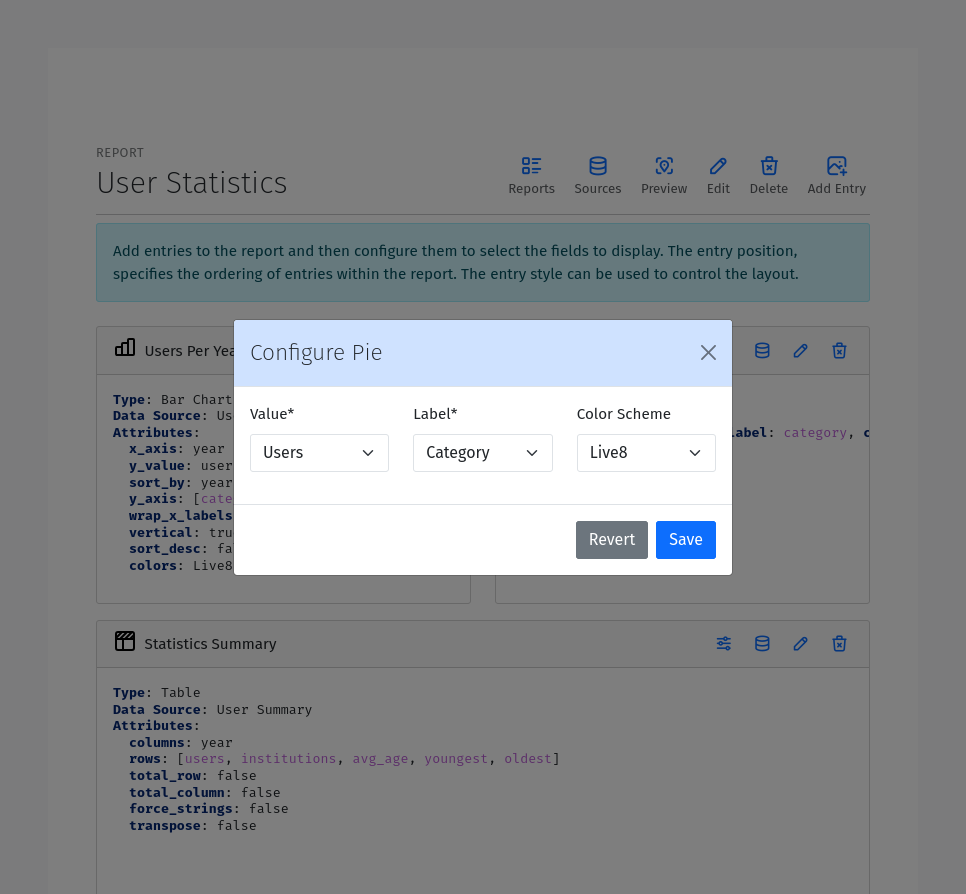 REPORT
User Statistics
Reports
Sources
Preview
Edit
Delete
Add Entry
Add entries to the report and then configure them to select the fields to display. The entry position,
specifies the ordering of entries within the report. The entry style can be used to control the layout.
Users Per Yea
Type: Bar Chart
Data Source: Us
Attributes:
x_axis: year
y_value: user
sort_by: year
y_axis: [cate
wrap_x_labels
vertical: tru
sort_desc: fa
colors: Live8
abel: category, c
Configure Pie
Value*
Label*
Color Scheme
Users
Category
Live8
Revert
Save
Statistics Summary
Type: Table
Data Source: User Summary
Attributes:
columns: year
rows: [users, institutions, avg_age, youngest, oldest]
total_row: false
total_column: false
force_strings: false
transpose: false